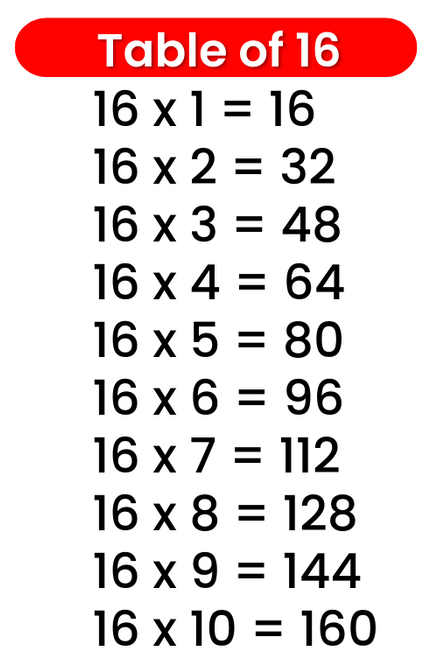 Table of 16
16 x 1 = 16
16 x 2 = 32
16 x 3 = 48
16 x 4 = 64
16 x 5 = 80
16 x 6 = 96
16 x 7 = 112
16 x 8 = 128
16 x 9 = 144
16 x 10 = 160